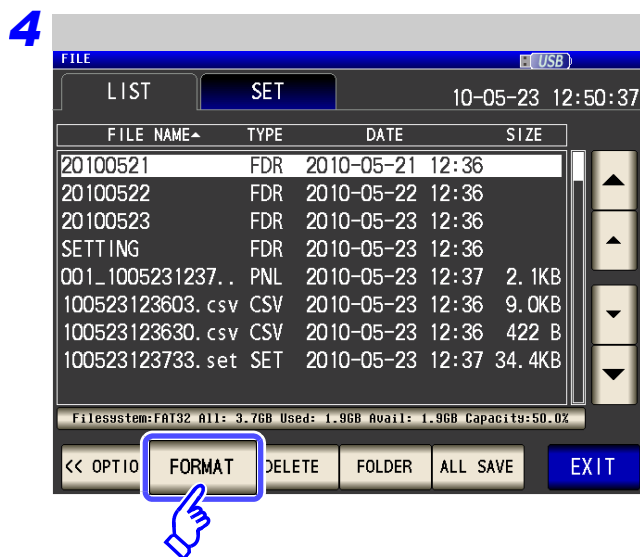 4
FILE USB
LIST SET 10-05-23 12:50:37
FILE NAME▲ TYPE DATE SIZE
20100521 FDR 2010-05-21 12:36
20100522 FDR 2010-05-22 12:36
20100523 FDR 2010-05-23 12:36
SETTING FDR 2010-05-23 12:36
001_1005231237.. PNL 2010-05-23 12:37 2.1KB
100523123603.csv CSV 2010-05-23 12:36 9.0KB
100523123630.csv CSV 2010-05-23 12:36 422 B
100523123733.set SET 2010-05-23 12:37 34.4KB
Filesystem:FAT32 All: 3.7GB Used: 1.9GB Avail: 1.9GB Capacity:50.0%
<< OPTIO FORMAT DELETE FOLDER ALL SAVE EXIT